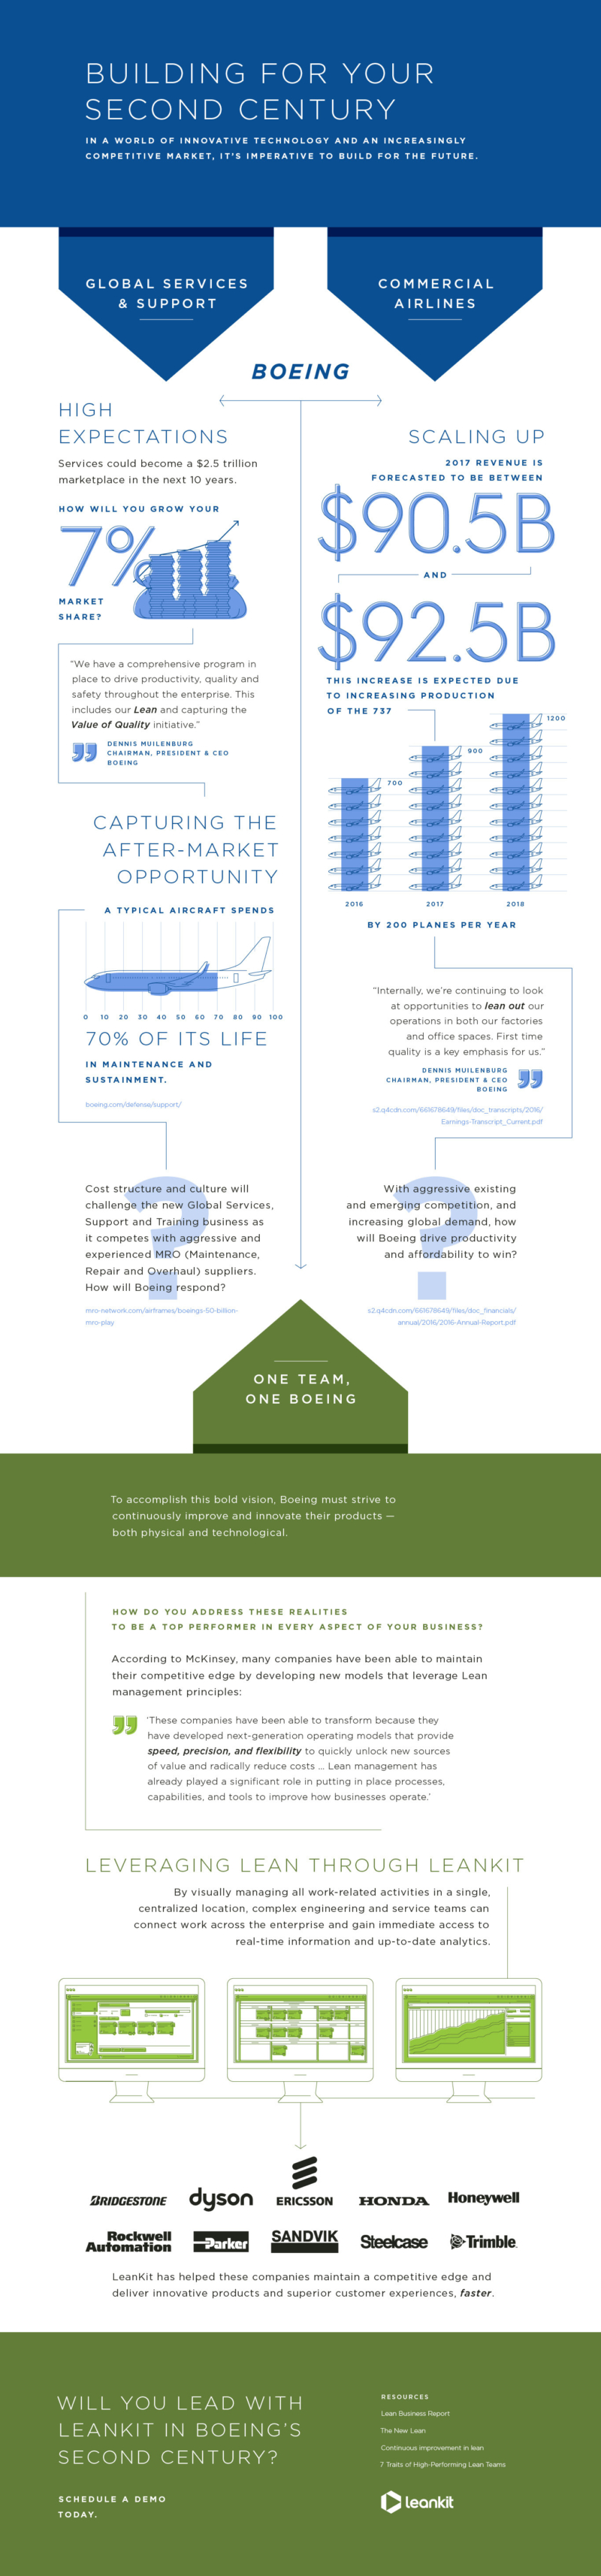 BUILDING FOR YOUR
SECOND CENTURY
IN A WORLD OF INNOVATIVE TECHNOLOGY AND AN INCREASINGLY
COMPETITIVE MARKET, IT'S IMPERATIVE TO BUILD FOR THE FUTURE.
GLOBAL SERVICES
& SUPPORT
COMMERCIAL
AIRLINES
BOEING
HIGH
EXPECTATIONS
Services could become a $2.5 trillion
marketplace in the next 10 years.
HOW WILL YOU GROW YOUR
7%
MARKET
SHARE?
"We have a comprehensive program in
place to drive productivity, quality and
safety throughout the enterprise. This
includes our Lean and capturing the
Value of Quality initiative."
DENNIS MUILENBURG
CHAIRMAN, PRESIDENT & CEO
BOEING
CAPTURING THE
AFTER-MARKET
OPPORTUNITY
A TYPICAL AIRCRAFT SPENDS
0 10 20 30 40 50 60 70 80 90 100
70% OF ITS LIFE
IN MAINTENANCE AND
SUSTAINMENT.
boeing.com/defense/support/
Cost structure and culture will
challenge the new Global Services,
Support and Training business as
it competes with aggressive and
experienced MRO (Maintenance,
Repair and Overhaul) suppliers.
How will Boeing respond?
mro-network.com/airframes/boeings-50-billion-
mro-play
SCALING UP
2017 REVENUE IS
FORECASTED TO BE BETWEEN
$90.5B
AND
$92.5B
THIS INCREASE IS EXPECTED DUE
TO INCREASING PRODUCTION
OF THE 737
1200
900
700
2016 2017 2018
BY 200 PLANES PER YEAR
"Internally, we're continuing to look
at opportunities to lean out our
operations in both our factories
and office spaces. First time
quality is a key emphasis for us."
DENNIS MUILENBURG
CHAIRMAN, PRESIDENT & CEO
BOEING
s2.q4cdn.com/661678649/files/doc_transcripts/2016/
Earnings-Transcript_Current.pdf
With aggressive existing
and emerging competition, and
increasing global demand, how
will Boeing drive productivity
and affordability to win?
s2.q4cdn.com/661678649/files/doc_financials/
annual/2016/2016-Annual-Report.pdf
ONE TEAM,
ONE BOEING
To accomplish this bold vision, Boeing must strive to
continuously improve and innovate their products —
both physical and technological.
HOW DO YOU ADDRESS THESE REALITIES
TO BE A TOP PERFORMER IN EVERY ASPECT OF YOUR BUSINESS?
According to McKinsey, many companies have been able to maintain
their competitive edge by developing new models that leverage Lean
management principles:
'These companies have been able to transform because they
have developed next-generation operating models that provide
speed, precision, and flexibility to quickly unlock new sources
of value and radically reduce costs ... Lean management has
already played a significant role in putting in place processes,
capabilities, and tools to improve how businesses operate.'
LEVERAGING LEAN THROUGH LEANKIT
By visually managing all work-related activities in a single,
centralized location, complex engineering and service teams can
connect work across the enterprise and gain immediate access to
real-time information and up-to-date analytics.
BRIDGESTONE
dyson
ERICSSON
HONDA
Honeywell
Rockwell
Automation
Parker
SANDVIK
Steelcase
Trimble
LeanKit has helped these companies maintain a competitive edge and
deliver innovative products and superior customer experiences, faster.
WILL YOU LEAD WITH
LEANKIT IN BOEING'S
SECOND CENTURY?
SCHEDULE A DEMO
TODAY.
RESOURCES
Lean Business Report
The New Lean
Continuous improvement in lean
7 Traits of High-Performing Lean Teams
leankit